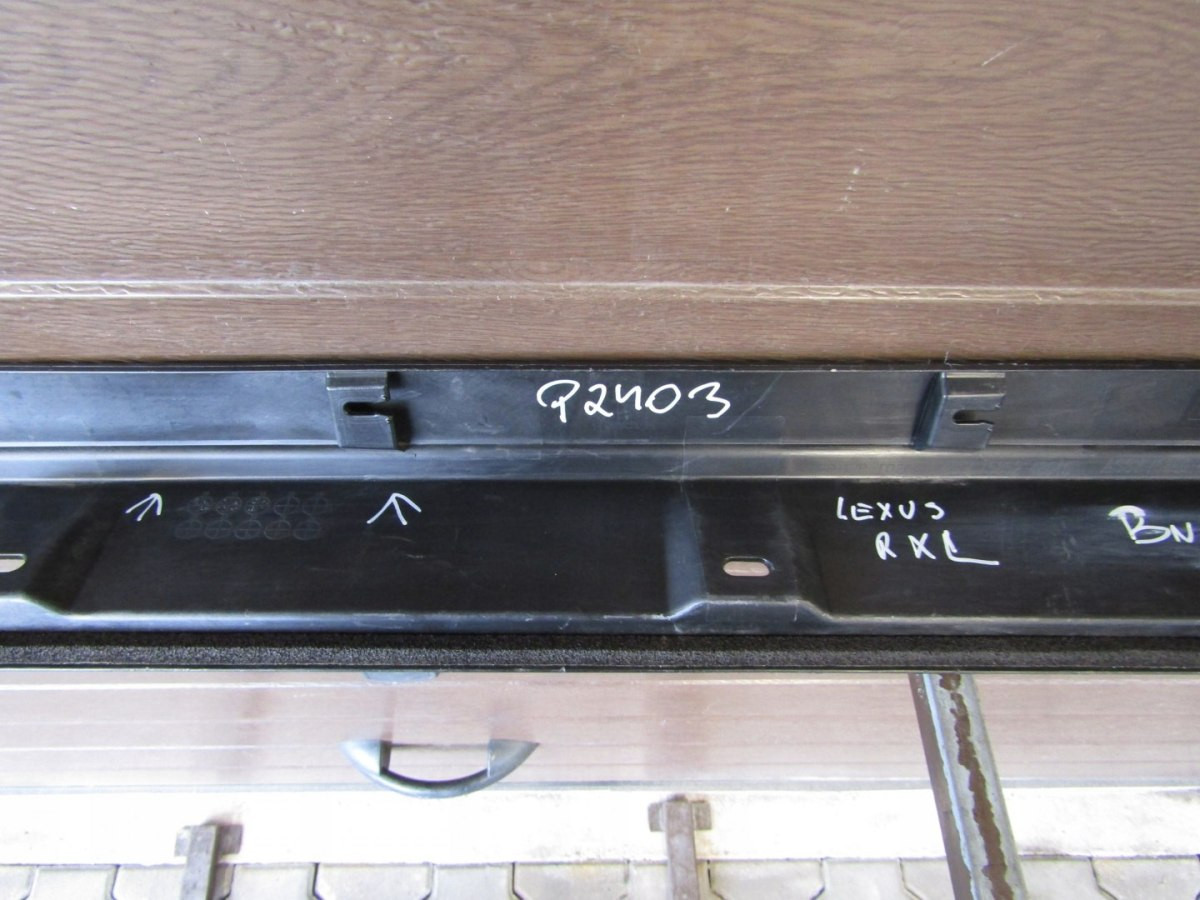 P2403
LEXUS
RXL
BN